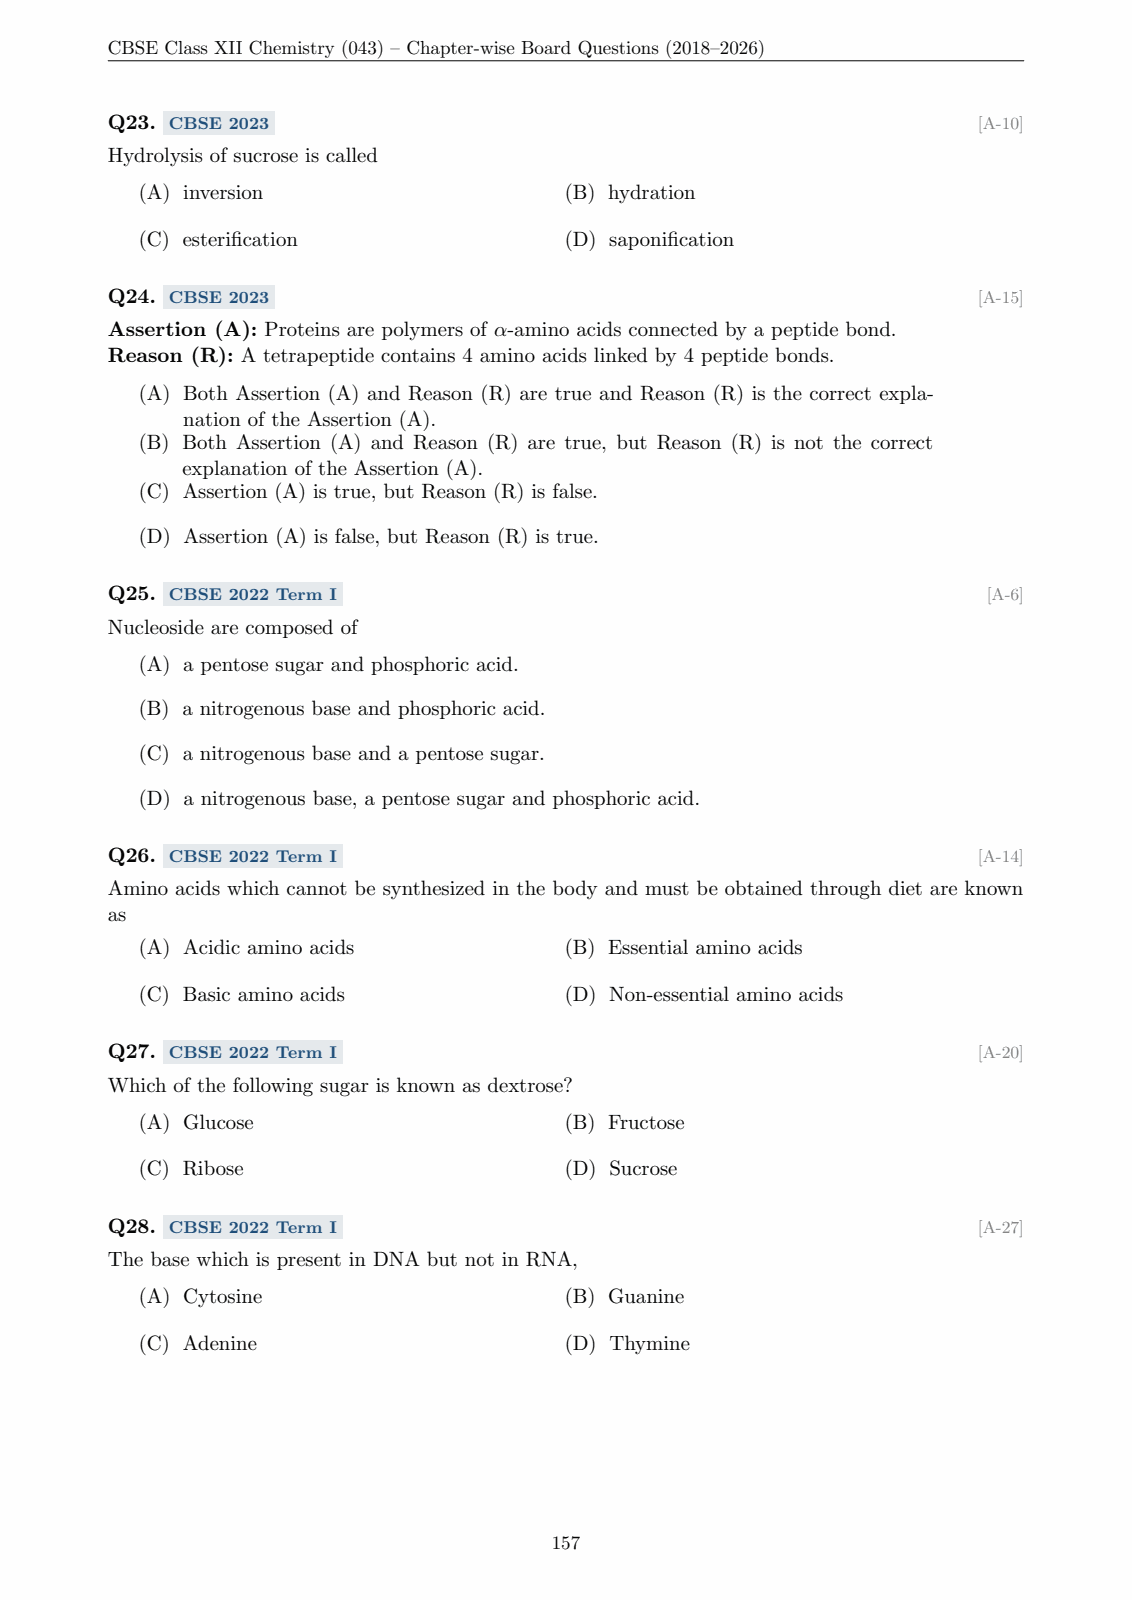 CBSE Class XII Chemistry (043) – Chapter-wise Board Questions (2018–2026)
Q23. CBSE 2023 [A-10]
Hydrolysis of sucrose is called
(A) inversion (B) hydration
(C) esterification (D) saponification
Q24. CBSE 2023 [A-15]
Assertion (A): Proteins are polymers of α-amino acids connected by a peptide bond.
Reason (R): A tetrapeptide contains 4 amino acids linked by 4 peptide bonds.
(A) Both Assertion (A) and Reason (R) are true and Reason (R) is the correct expla-
nation of the Assertion (A).
(B) Both Assertion (A) and Reason (R) are true, but Reason (R) is not the correct
explanation of the Assertion (A).
(C) Assertion (A) is true, but Reason (R) is false.
(D) Assertion (A) is false, but Reason (R) is true.
Q25. CBSE 2022 Term I [A-6]
Nucleoside are composed of
(A) a pentose sugar and phosphoric acid.
(B) a nitrogenous base and phosphoric acid.
(C) a nitrogenous base and a pentose sugar.
(D) a nitrogenous base, a pentose sugar and phosphoric acid.
Q26. CBSE 2022 Term I [A-14]
Amino acids which cannot be synthesized in the body and must be obtained through diet are known
as
(A) Acidic amino acids (B) Essential amino acids
(C) Basic amino acids (D) Non-essential amino acids
Q27. CBSE 2022 Term I [A-20]
Which of the following sugar is known as dextrose?
(A) Glucose (B) Fructose
(C) Ribose (D) Sucrose
Q28. CBSE 2022 Term I [A-27]
The base which is present in DNA but not in RNA,
(A) Cytosine (B) Guanine
(C) Adenine (D) Thymine
157